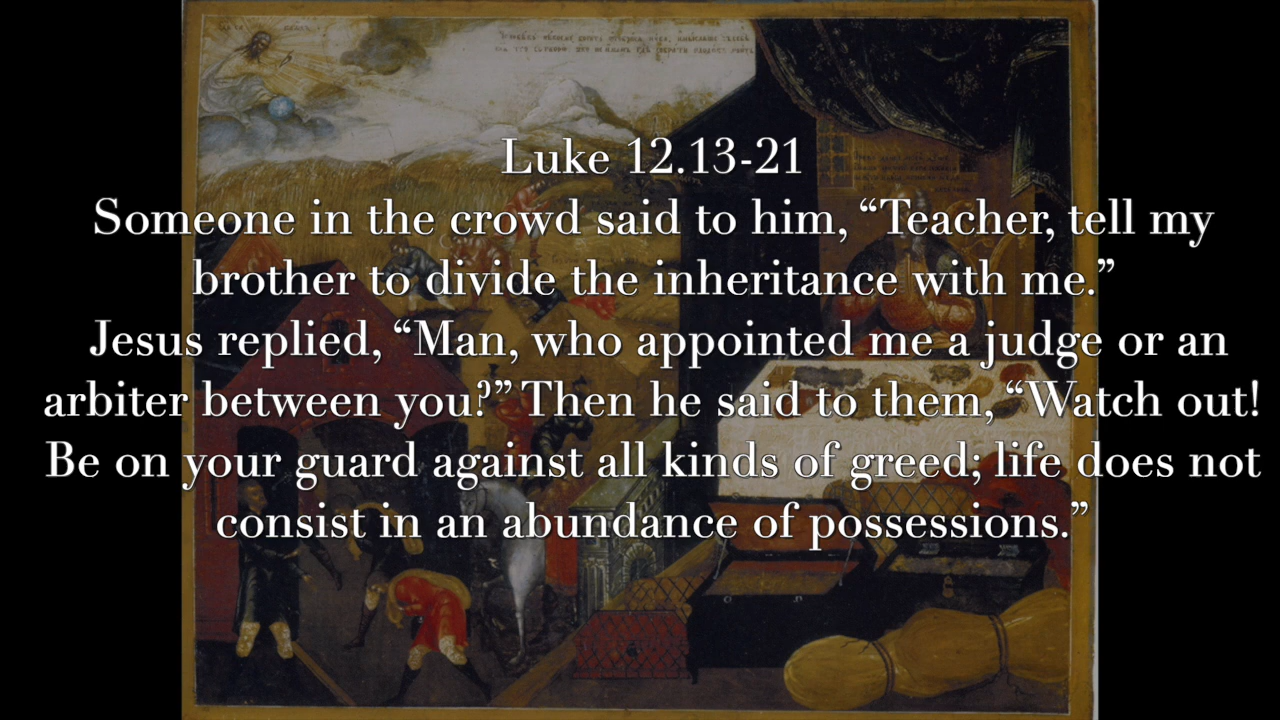 Luke 12.13-21
Someone in the crowd said to him, “Teacher, tell my
brother to divide the inheritance with me.”
Jesus replied, “Man, who appointed me a judge or an
arbiter between you?” Then he said to them, “Watch out!
Be on your guard against all kinds of greed; life does not
consist in an abundance of possessions.”